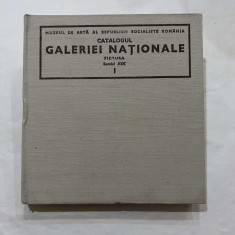 MUZEUL DE ARTĂ AL REPUBLICII SOCIALISTE ROMÂNIA
CATALOGUL
GALERIEI NAȚIONALE
PICTURA
Secolul XIX
I